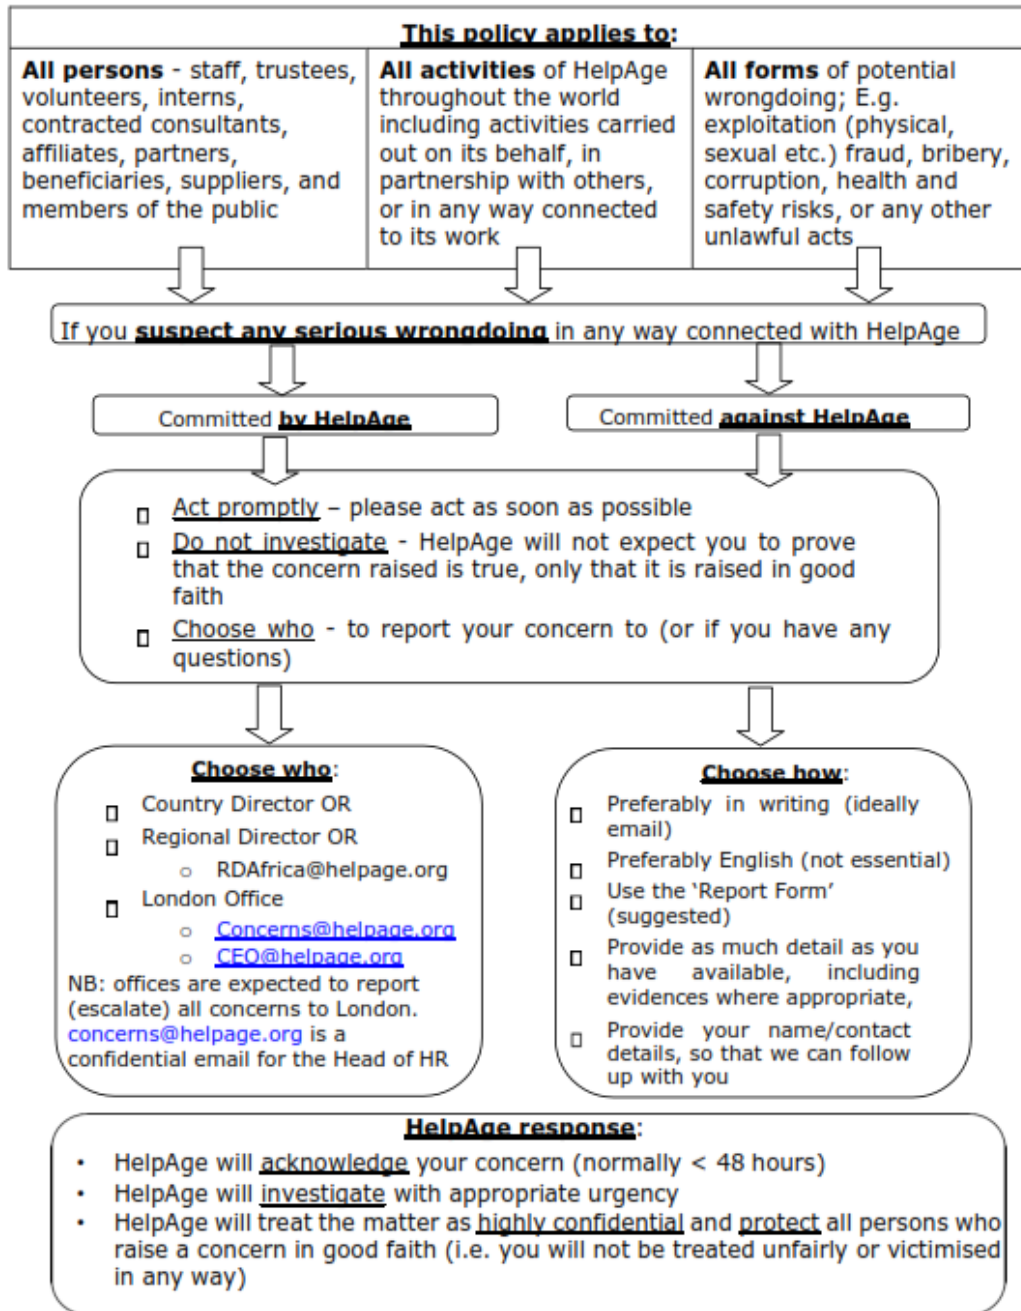 This policy applies to:
All persons - staff, trustees,
volunteers, interns,
contracted consultants,
affiliates, partners,
beneficiaries, suppliers, and
members of the public
All activities of HelpAge
throughout the world
including activities carried
out on its behalf, in
partnership with others,
or in any way connected
to its work
All forms of potential
wrongdoing; E.g.
exploitation (physical,
sexual etc.) fraud, bribery,
corruption, health and
safety risks, or any other
unlawful acts
If you suspect any serious wrongdoing in any way connected with HelpAge
Committed by HelpAge
Committed against HelpAge
Act promptly – please act as soon as possible
Do not investigate - HelpAge will not expect you to prove
that the concern raised is true, only that it is raised in good
faith
Choose who - to report your concern to (or if you have any
questions)
Choose who:
Country Director OR
Regional Director OR
RDAfrica@helpage.org
London Office
Concerns@helpage.org
CEO@helpage.org
NB: offices are expected to report
(escalate) all concerns to London.
concerns@helpage.org is a
confidential email for the Head of HR
Choose how:
Preferably in writing (ideally
email)
Preferably English (not essential)
Use the ‘Report Form’
(suggested)
Provide as much detail as you
have available, including
evidences where appropriate,
Provide your name/contact
details, so that we can follow
up with you
HelpAge response:
• HelpAge will acknowledge your concern (normally < 48 hours)
• HelpAge will investigate with appropriate urgency
• HelpAge will treat the matter as highly confidential and protect all persons who
raise a concern in good faith (i.e. you will not be treated unfairly or victimised
in any way)